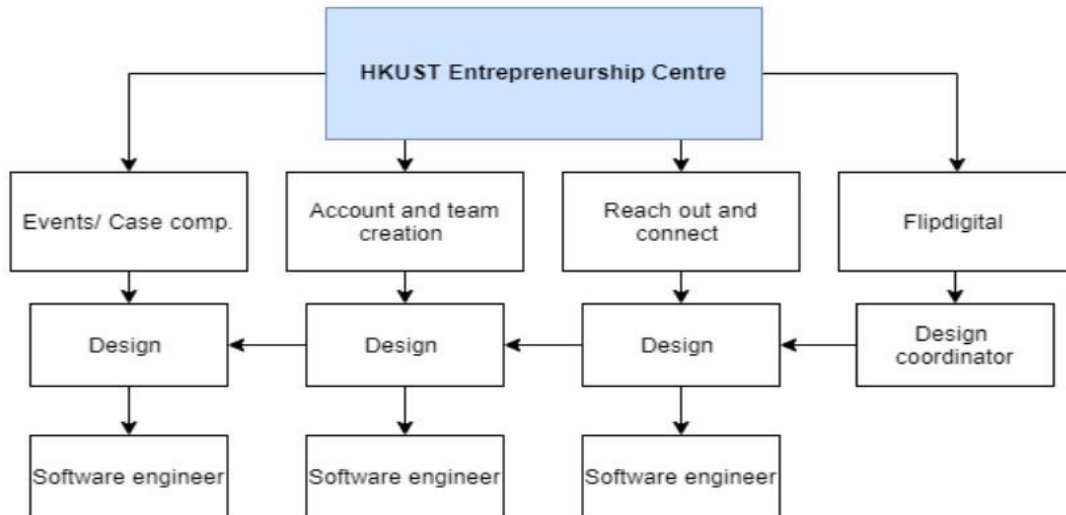 HKUST Entrepreneurship Centre
Events/ Case comp.
Account and team
creation
Reach out and
connect
Flipdigital
Design
Design
Design
Design
coordinator
Software engineer
Software engineer
Software engineer